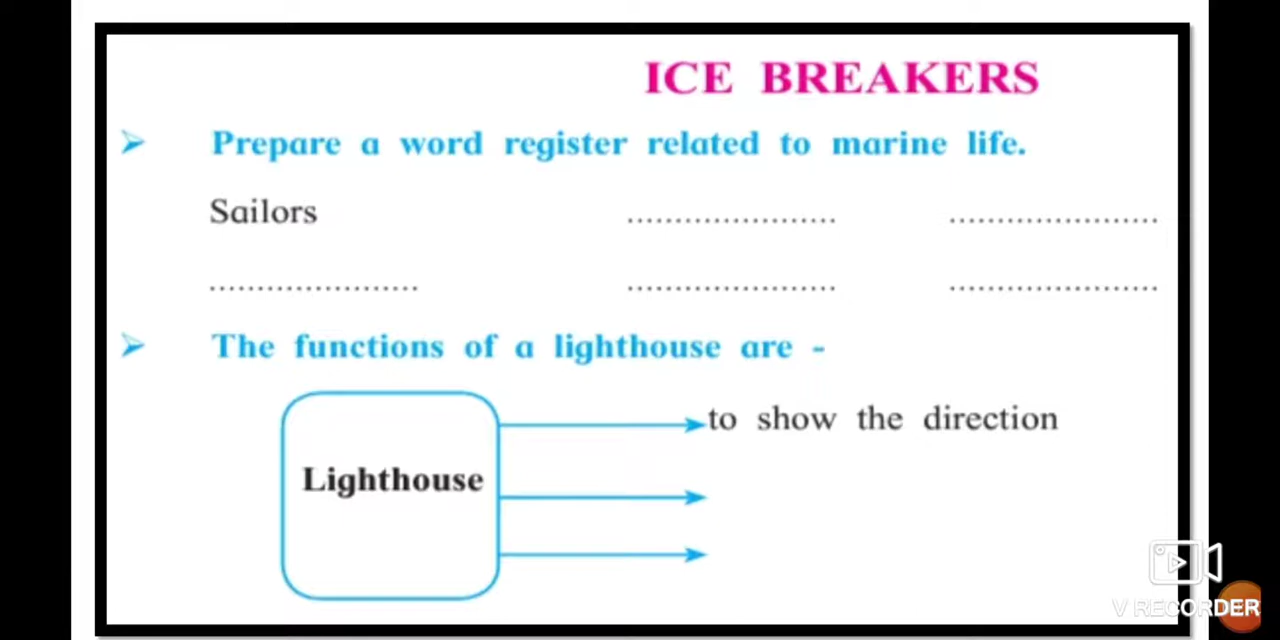 ICE BREAKERS
➢ Prepare a word register related to marine life.
Sailors ...................... ......................
...................... ...................... ......................
➢ The functions of a lighthouse are -
to show the direction
Lighthouse
V RECORDER